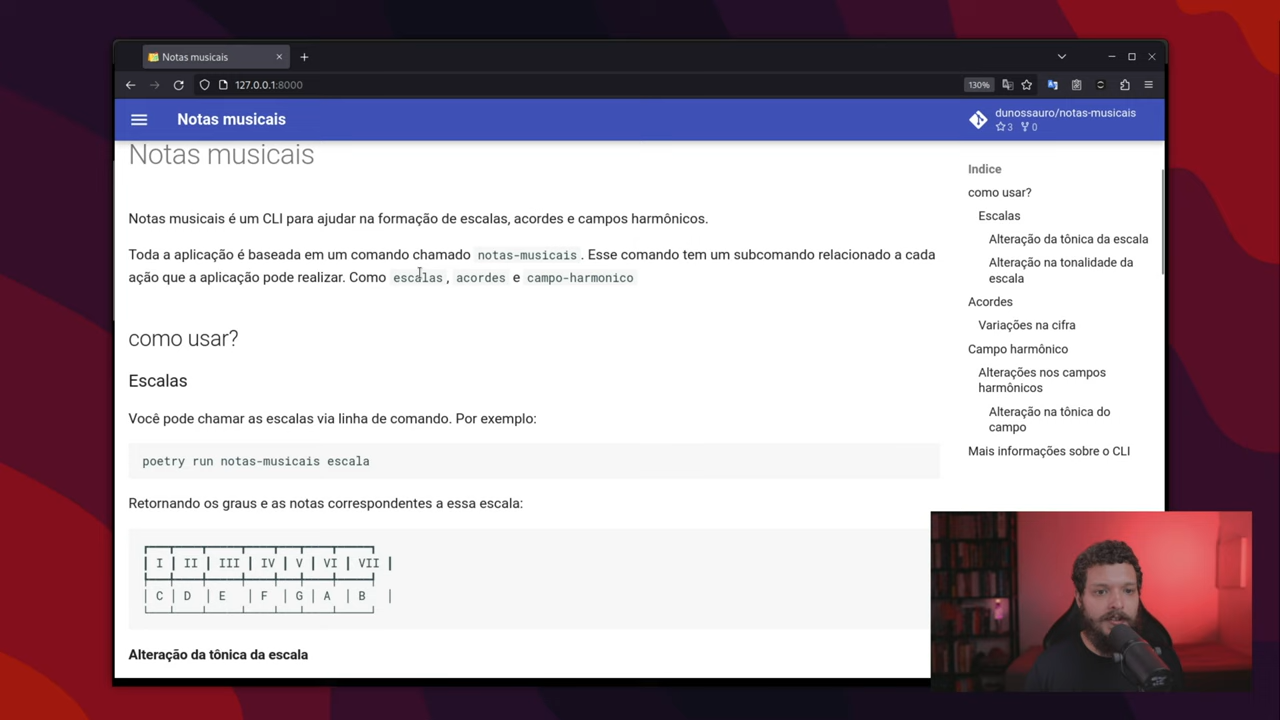 Notas musicais
127.0.0.1:8000
130%
Notas musicais
dunossauro/notas-musicais
3 0
Notas musicais
Notas musicais é um CLI para ajudar na formação de escalas, acordes e campos harmônicos.
Toda a aplicação é baseada em um comando chamado notas-musicais. Esse comando tem um subcomando relacionado a cada
ação que a aplicação pode realizar. Como escalas, acordes e campo-harmonico
como usar?
Escalas
Você pode chamar as escalas via linha de comando. Por exemplo:
poetry run notas-musicais escala
Retornando os graus e as notas correspondentes a essa escala:
I II III IV V VI VII
C D E F G A B
Alteração da tônica da escala
Indice
como usar?
Escalas
Alteração da tônica da escala
Alteração na tonalidade da
escala
Acordes
Variações na cifra
Campo harmônico
Alterações nos campos
harmônicos
Alteração na tônica do
campo
Mais informações sobre o CLI